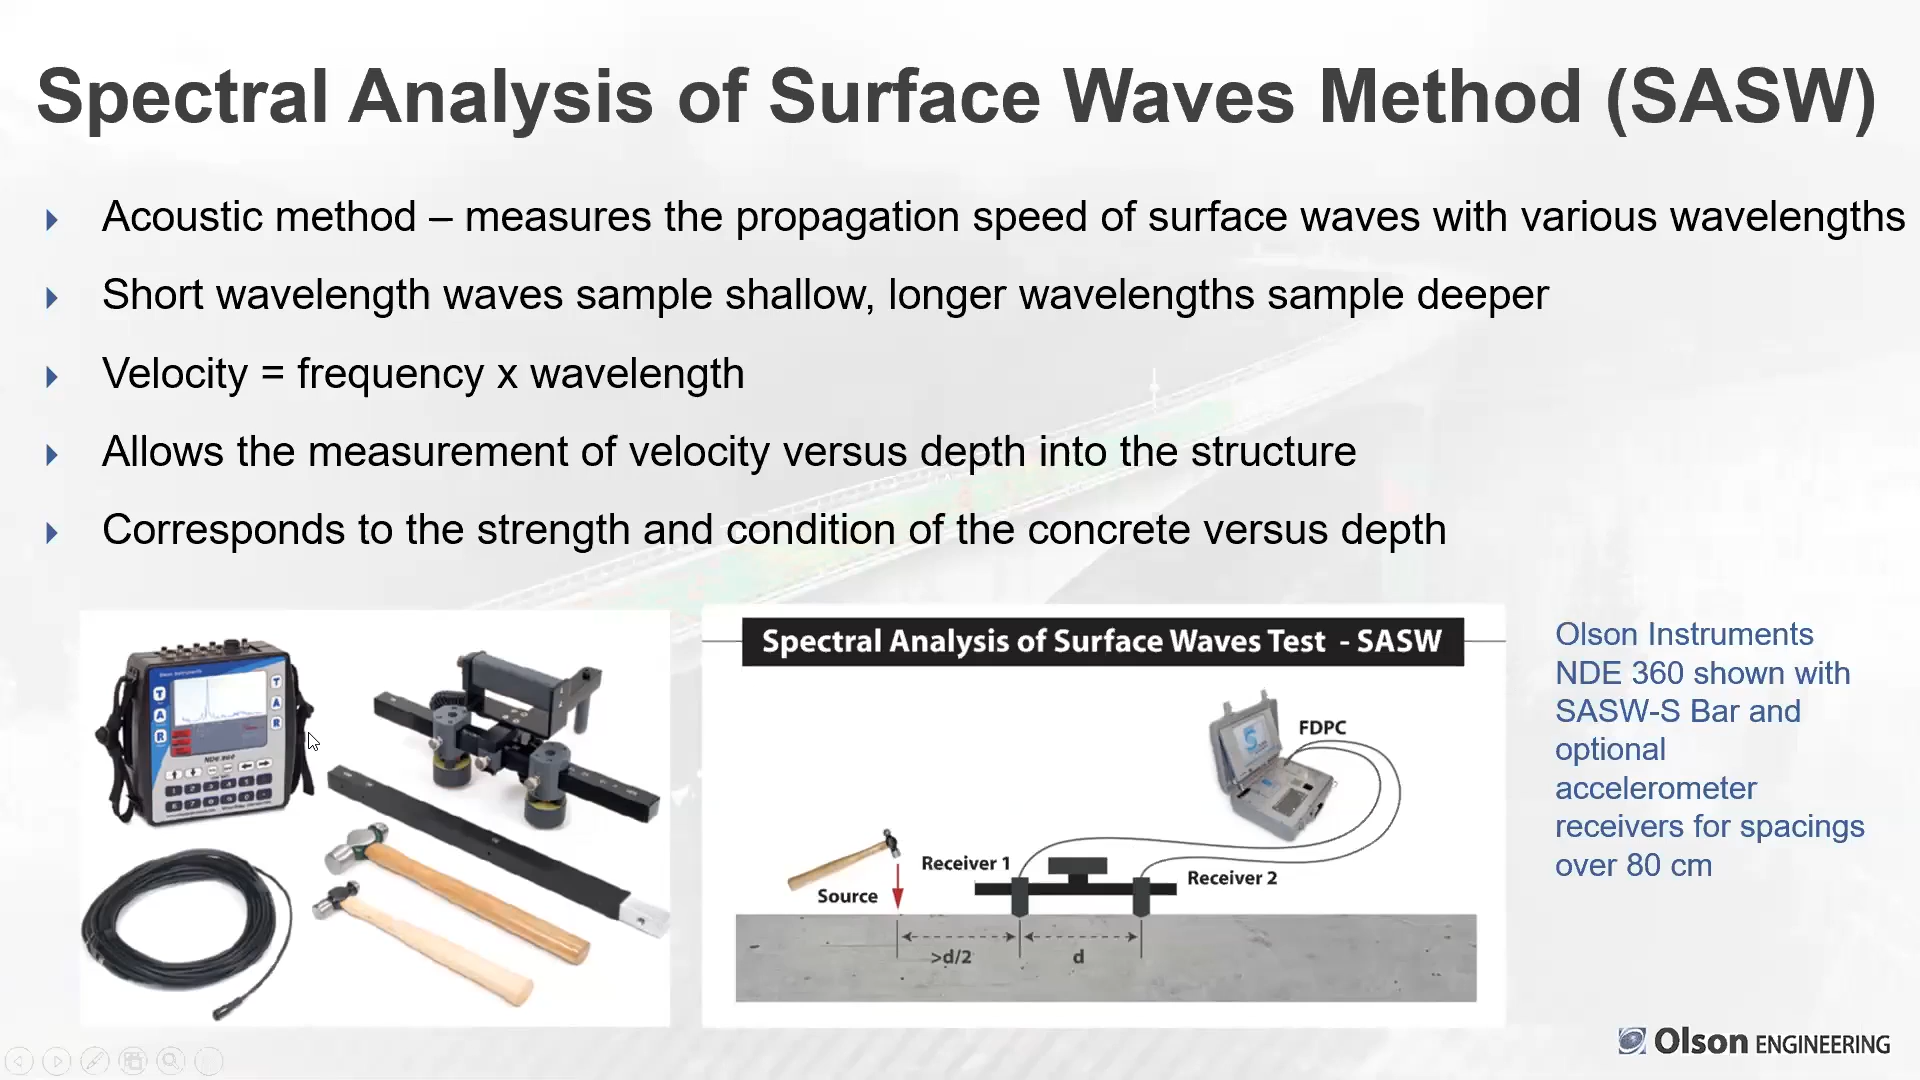 Spectral Analysis of Surface Waves Method (SASW)
Acoustic method – measures the propagation speed of surface waves with various wavelengths
Short wavelength waves sample shallow, longer wavelengths sample deeper
Velocity = frequency x wavelength
Allows the measurement of velocity versus depth into the structure
Corresponds to the strength and condition of the concrete versus depth
Olson Instruments
T
A
R
T
A
R
NDE 360
Spectral Analysis of Surface Waves Test - SASW
FDPC
Receiver 1
Receiver 2
Source
>d/2
d
Olson Instruments
NDE 360 shown with
SASW-S Bar and
optional
accelerometer
receivers for spacings
over 80 cm
Olson ENGINEERING